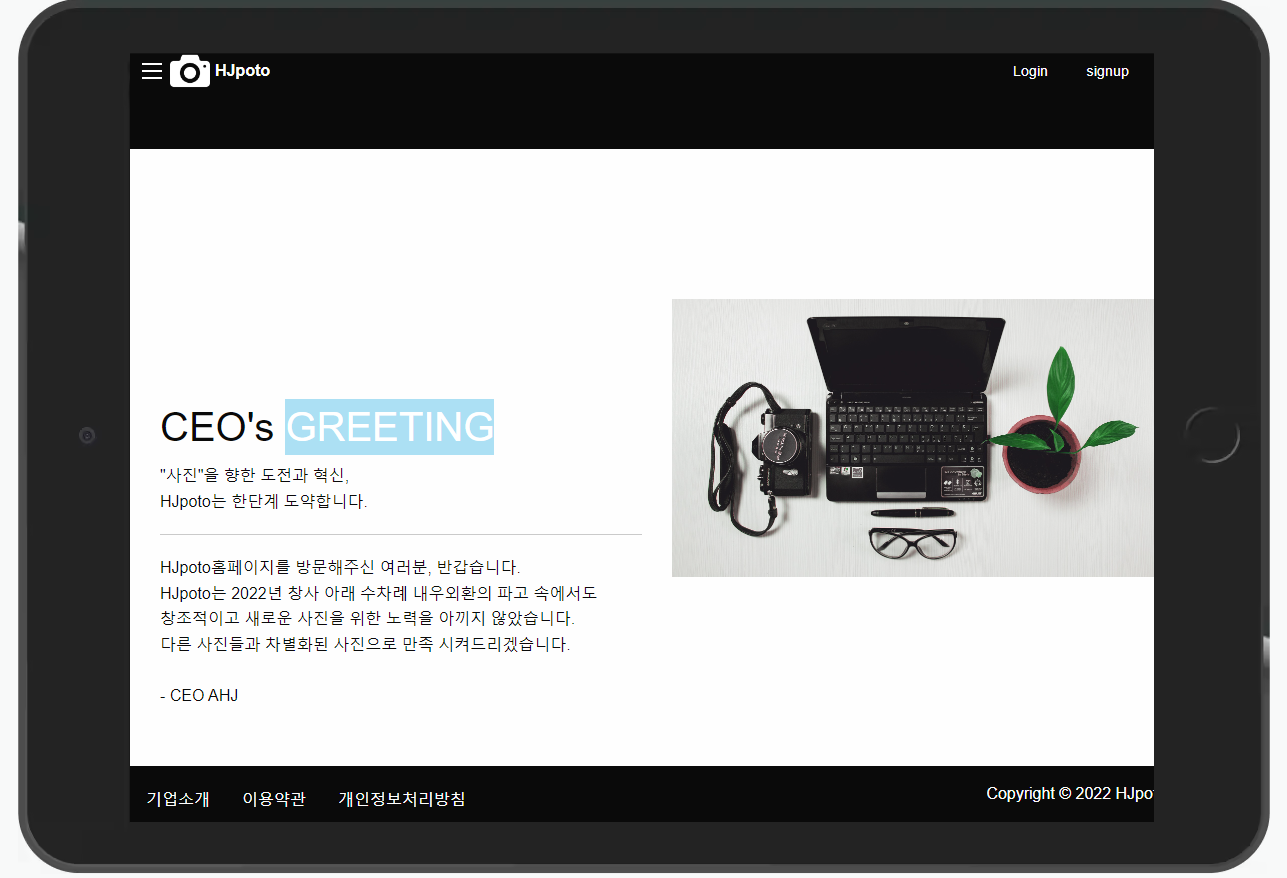 HJpoto
Login
signup
CEO's GREETING
"사진"을 향한 도전과 혁신,
HJpoto는 한단계 도약합니다.
HJpoto홈페이지를 방문해주신 여러분, 반갑습니다.
HJpoto는 2022년 창사 아래 수차례 내우외환의 파고 속에서도
창조적이고 새로운 사진을 위한 노력을 아끼지 않았습니다.
다른 사진들과 차별화된 사진으로 만족 시켜드리겠습니다.
- CEO AHJ
기업소개
이용약관
개인정보처리방침
Copyright © 2022 HJpo